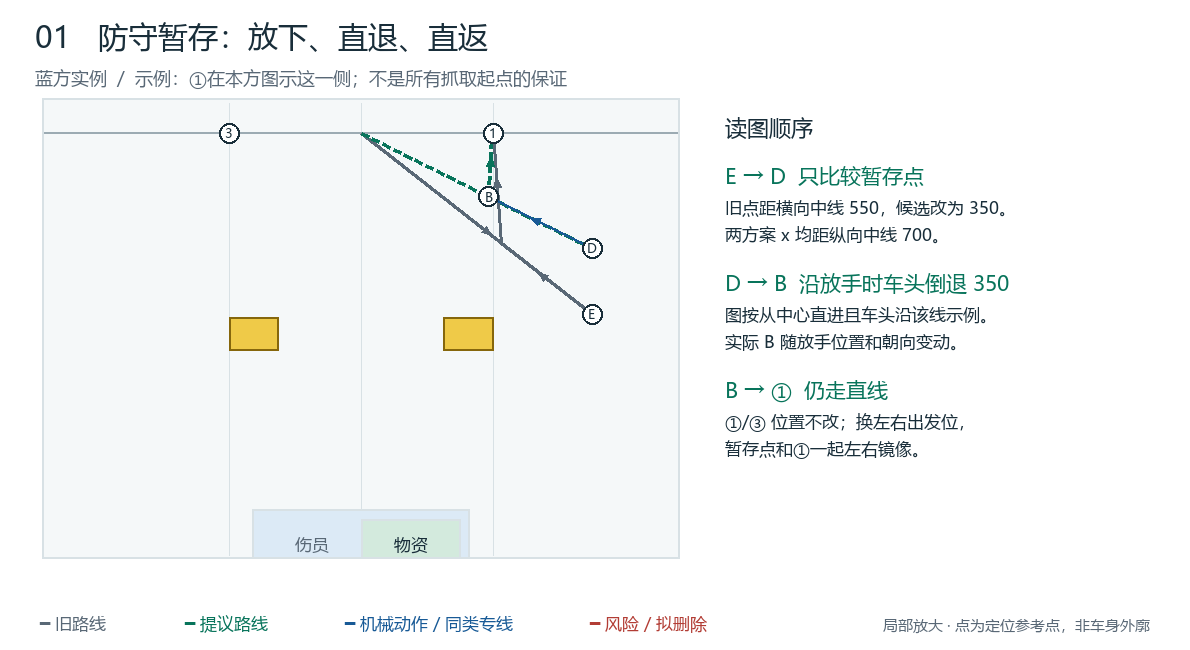 01 防守暂存：放下、直退、直返
蓝方实例 / 示例：①在本方图示这一侧；不是所有抓取起点的保证
3
1
B
D
E
伤员
物资
读图顺序
E → D 只比较暂存点
旧点距横向中线 550，候选改为 350。
两方案 x 均距纵向中线 700。
D → B 沿放手时车头倒退 350
图按从中心直进且车头沿该线示例。
实际 B 随放手位置和朝向变动。
B → ① 仍走直线
①/③ 位置不改；换左右出发位，
暂存点和①一起左右镜像。
旧路线
提议路线
机械动作 / 同类专线
风险 / 拟删除
局部放大 · 点为定位参考点，非车身外廓